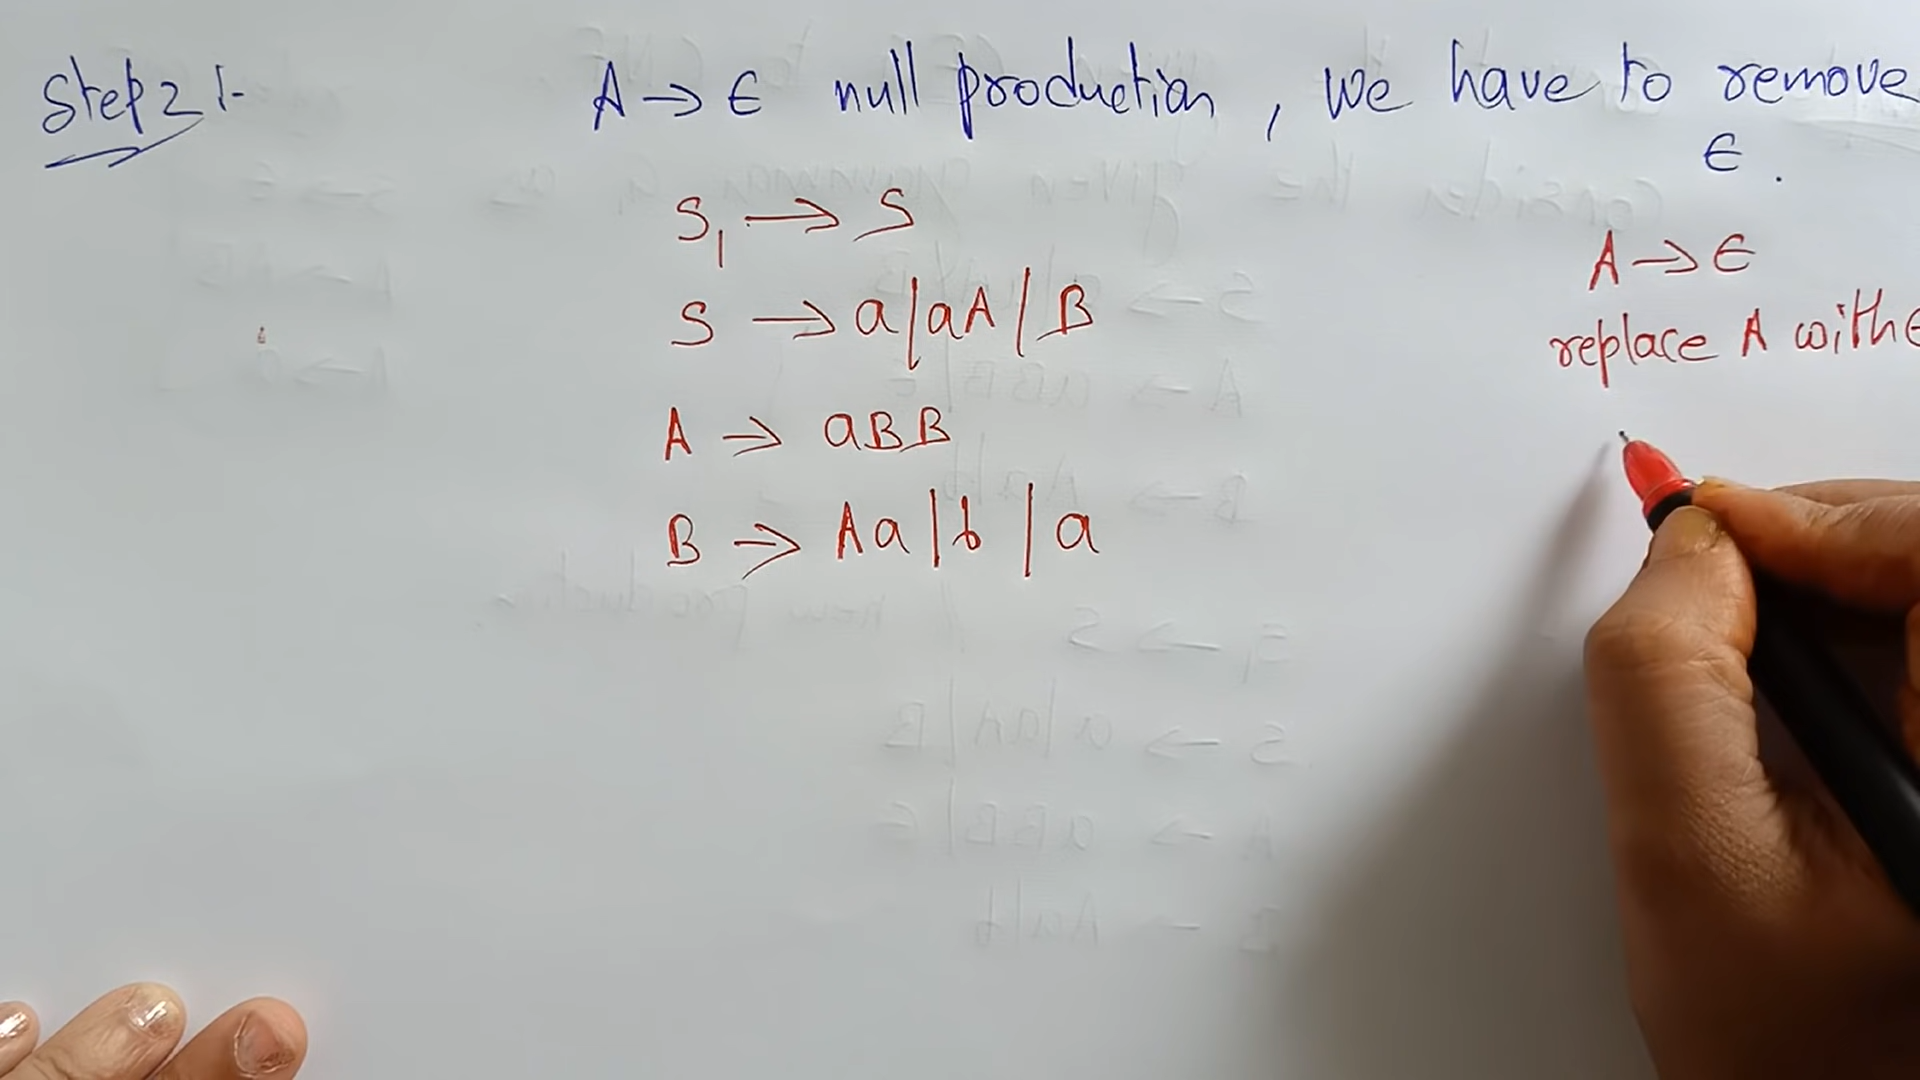 Step 2 :- A → ϵ null production, we have to remove
ϵ.
S₁ → S
A → ϵ
S → a/aA/B
replace A with ϵ
A → aBB
B → Aa|b|a